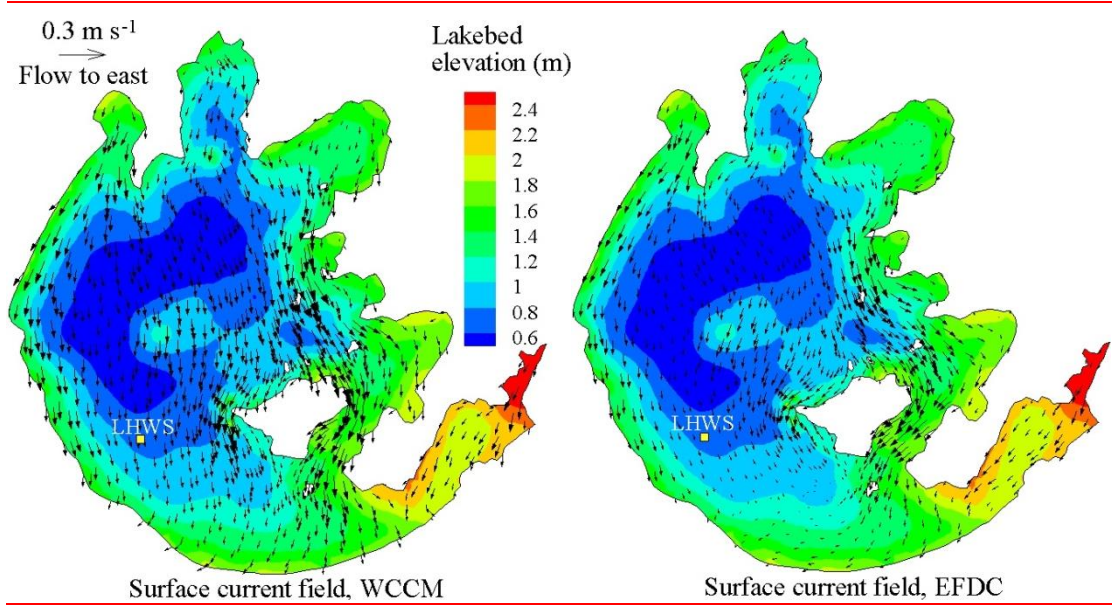 0.3 m s-1
Flow to east
Lakebed
elevation (m)
2.4
2.2
2
1.8
1.6
1.4
1.2
1
0.8
0.6
LHWS
LHWS
Surface current field, WCCM
Surface current field, EFDC